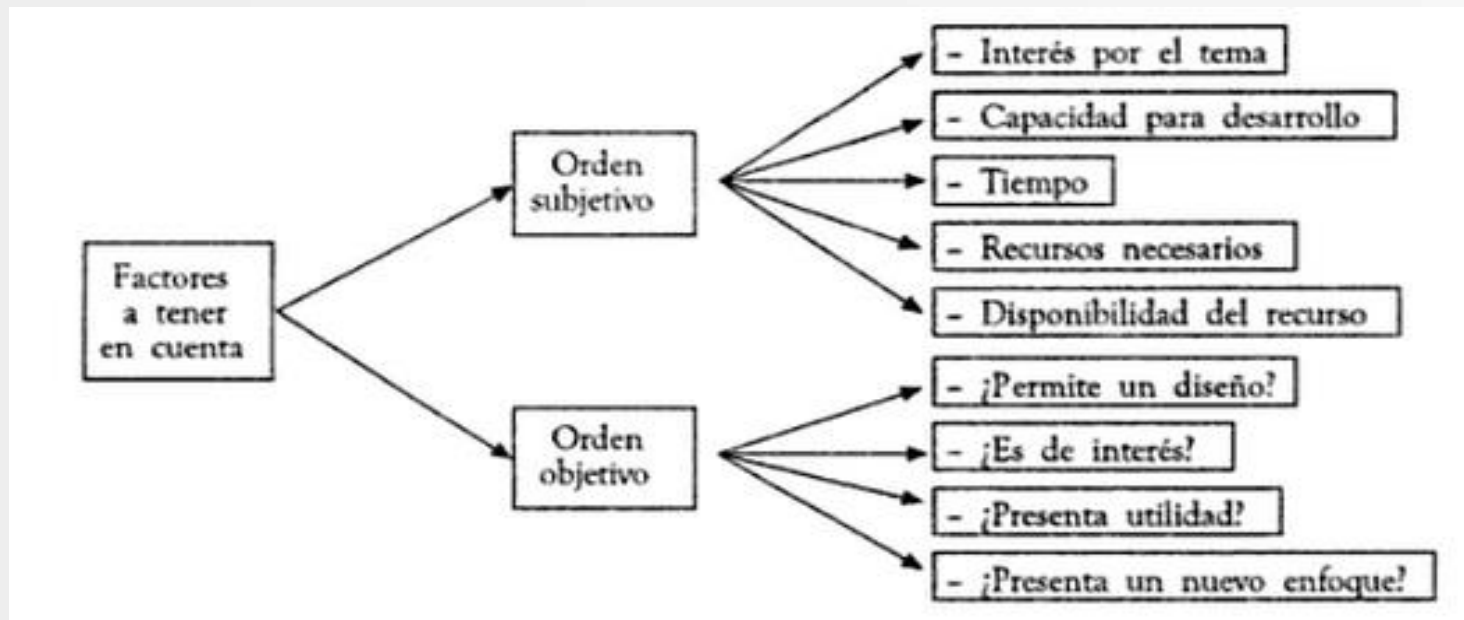 Factores
a tener
en cuenta
Orden
subjetivo
- Interés por el tema
- Capacidad para desarrollo
- Tiempo
- Recursos necesarios
- Disponibilidad del recurso
Orden
objetivo
- ¿Permite un diseño?
- ¿Es de interés?
- ¿Presenta utilidad?
- ¿Presenta un nuevo enfoque?